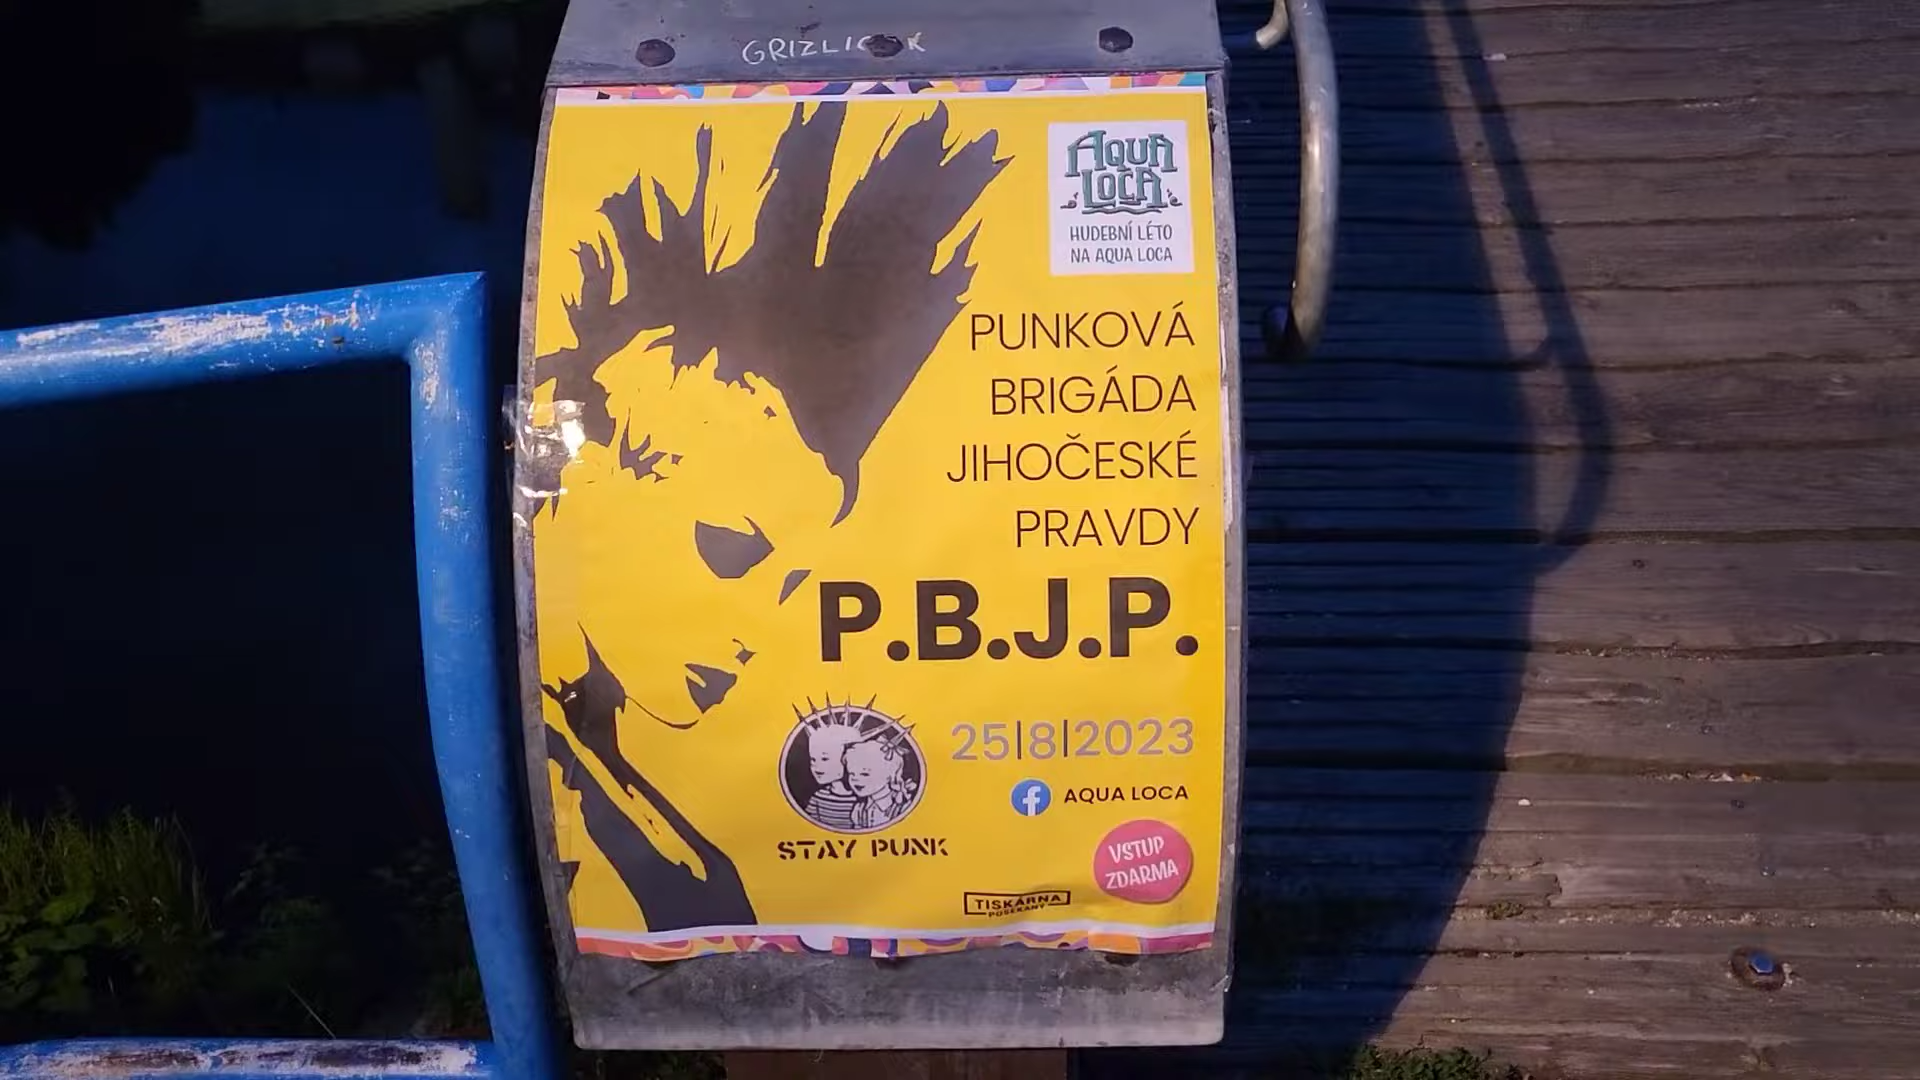 AQUA
LOCA
HUDEBNÍ LÉTO
NA AQUA LOCA
PUNKOVÁ
BRIGÁDA
JIHOČESKÉ
PRAVDY
P.B.J.P.
25|8|2023
AQUA LOCA
STAY PUNK
VSTUP
ZDARMA
TISKÁRNA
POSEKANÝ